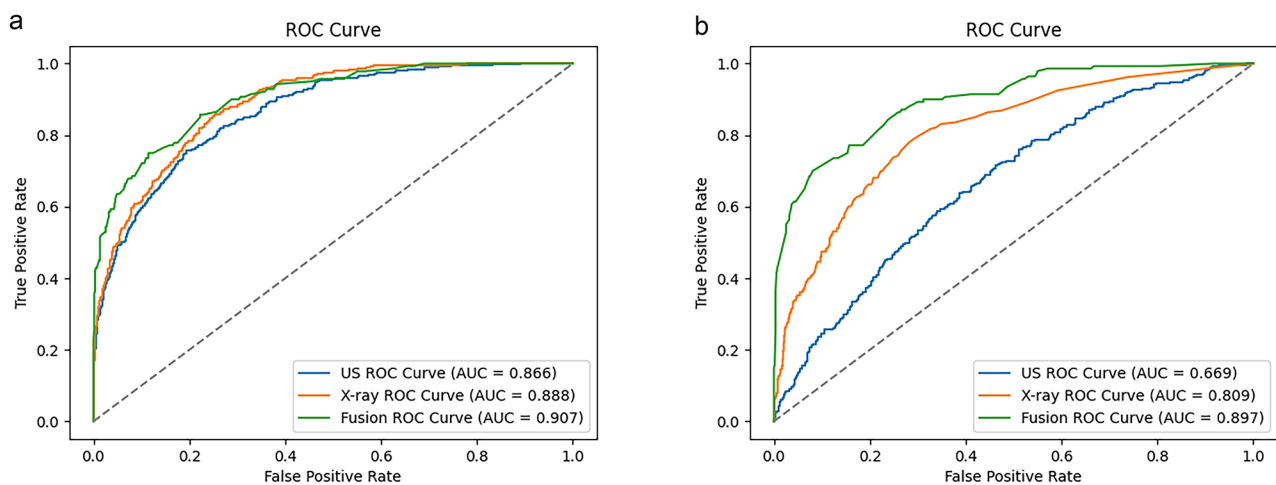 a
ROC Curve
True Positive Rate
1.0
0.8
0.6
0.4
0.2
0.0
US ROC Curve (AUC = 0.866)
X-ray ROC Curve (AUC = 0.888)
Fusion ROC Curve (AUC = 0.907)
0.0 0.2 0.4 0.6 0.8 1.0
False Positive Rate
b
ROC Curve
True Positive Rate
1.0
0.8
0.6
0.4
0.2
0.0
US ROC Curve (AUC = 0.669)
X-ray ROC Curve (AUC = 0.809)
Fusion ROC Curve (AUC = 0.897)
0.0 0.2 0.4 0.6 0.8 1.0
False Positive Rate